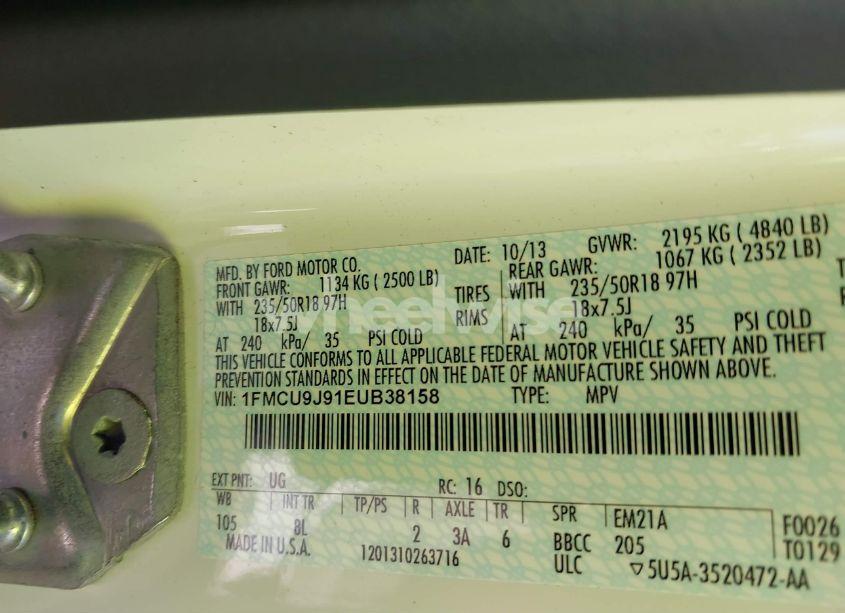 MFD. BY FORD MOTOR CO. DATE: 10/13 GVWR: 2195 KG ( 4840 LB)
FRONT GAWR: 1134 KG ( 2500 LB) REAR GAWR: 1067 KG ( 2352 LB)
WITH 235/50R18 97H TIRES WITH 235/50R18 97H
18x7.5J RIMS 18x7.5J
AT 240 kPa/ 35 PSI COLD AT 240 kPa/ 35 PSI COLD
THIS VEHICLE CONFORMS TO ALL APPLICABLE FEDERAL MOTOR VEHICLE SAFETY AND THEFT
PREVENTION STANDARDS IN EFFECT ON THE DATE OF MANUFACTURE SHOWN ABOVE.
VIN: 1FMCU9J91EUB38158 TYPE: MPV
EXT PNT: UG RC: 16 DSO:
WB INT TR TP/PS R AXLE TR SPR EM21A F0026
105 8L 2 3A 6 BBCC 205 T0129
MADE IN U.S.A. 1201310263716 ULC ▽5U5A-3520472-AA
wheelwise